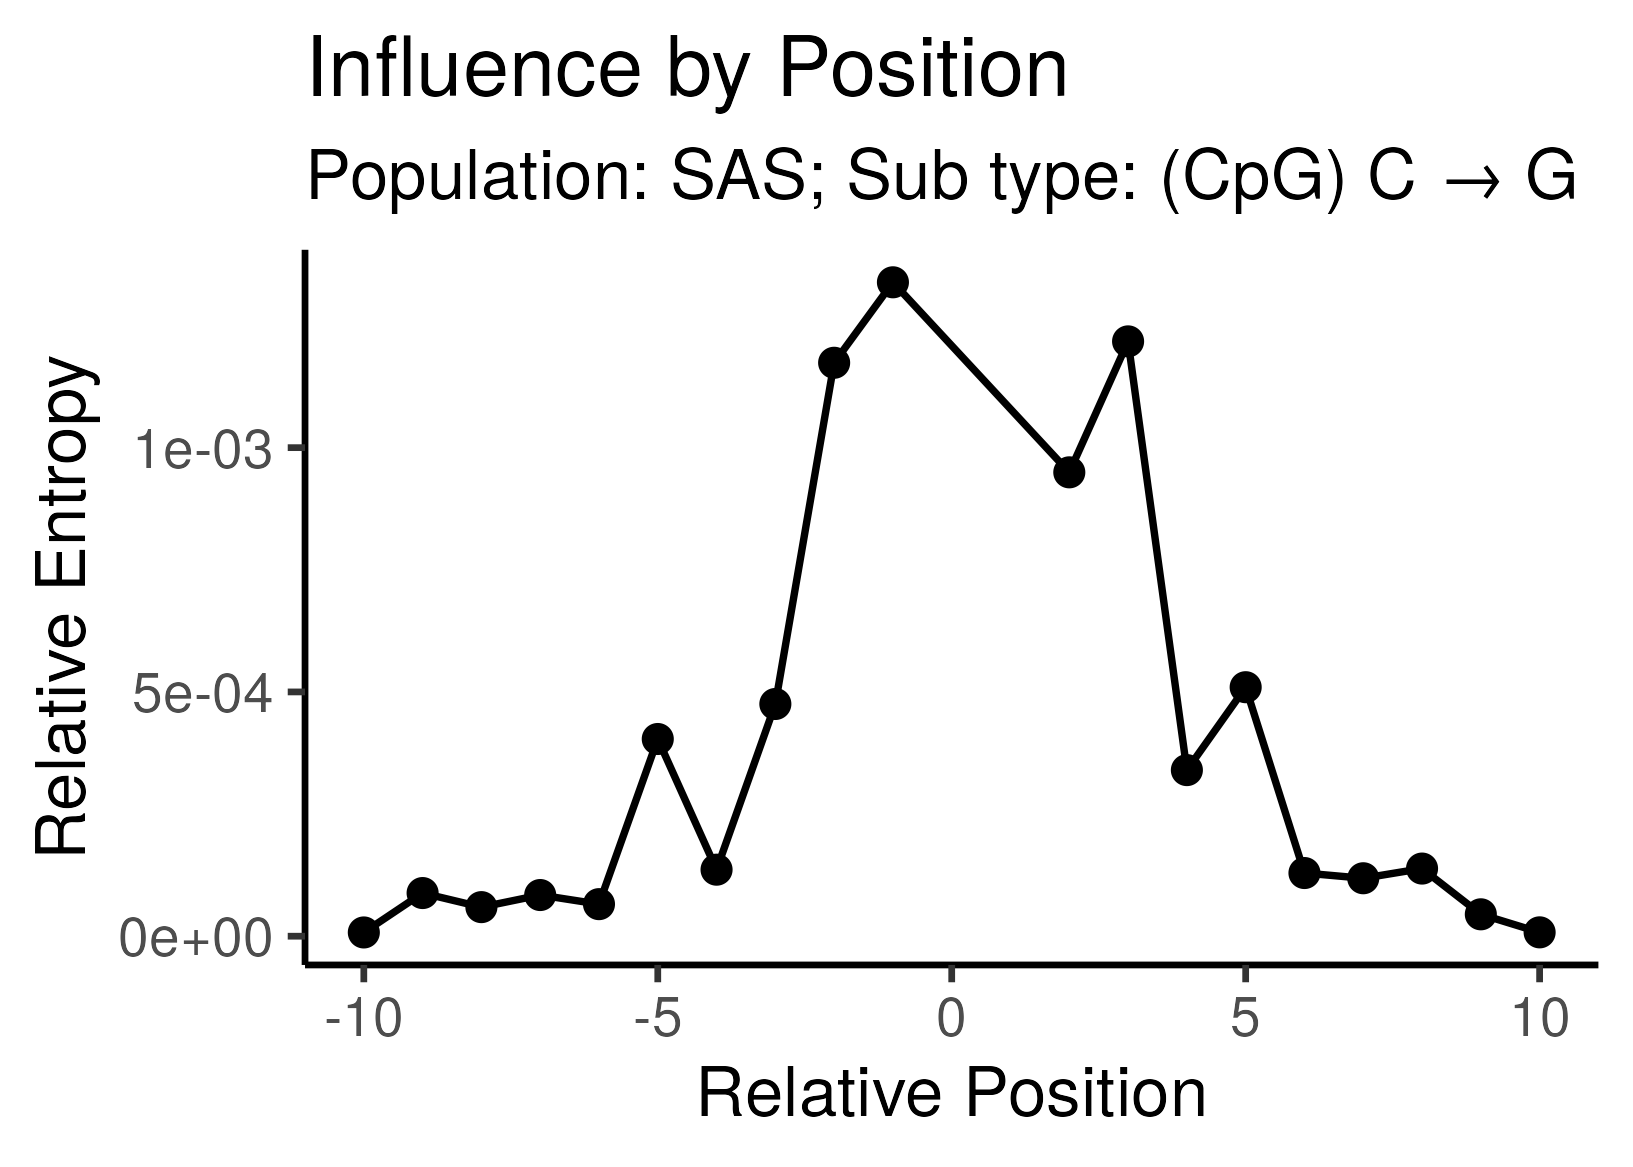 Influence by Position
Population: SAS; Sub type: (CpG) C → G
Relative Entropy
1e-03
5e-04
0e+00
-10 -5 0 5 10
Relative Position